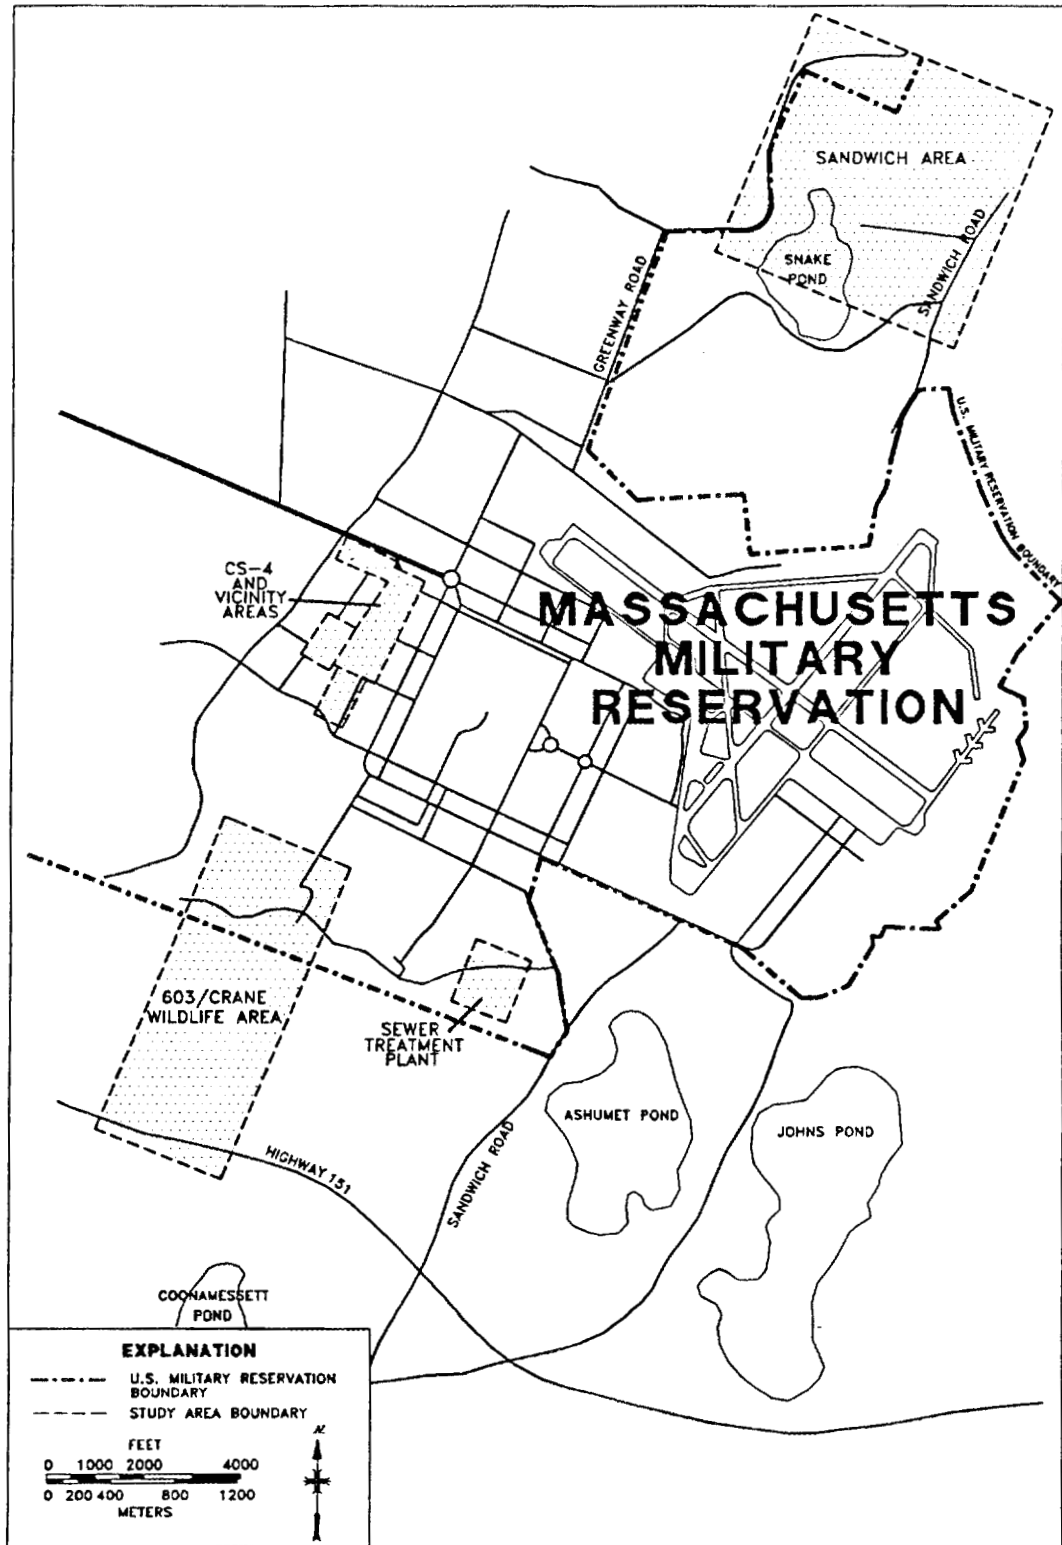 SANDWICH AREA
SNAKE
POND
SANDWICH ROAD
GREENWAY ROAD
U.S. MILITARY RESERVATION BOUNDARY
CS-4
AND
VICINITY
AREAS
MASSACHUSETTS
MILITARY
RESERVATION
603/CRANE
WILDLIFE AREA
SEWER
TREATMENT
PLANT
ASHUMET POND
JOHNS POND
HIGHWAY 151
SANDWICH ROAD
COONAMESSETT
POND
EXPLANATION
U.S. MILITARY RESERVATION
BOUNDARY
STUDY AREA BOUNDARY
N
FEET
0 1000 2000 4000
0 200 400 800 1200
METERS